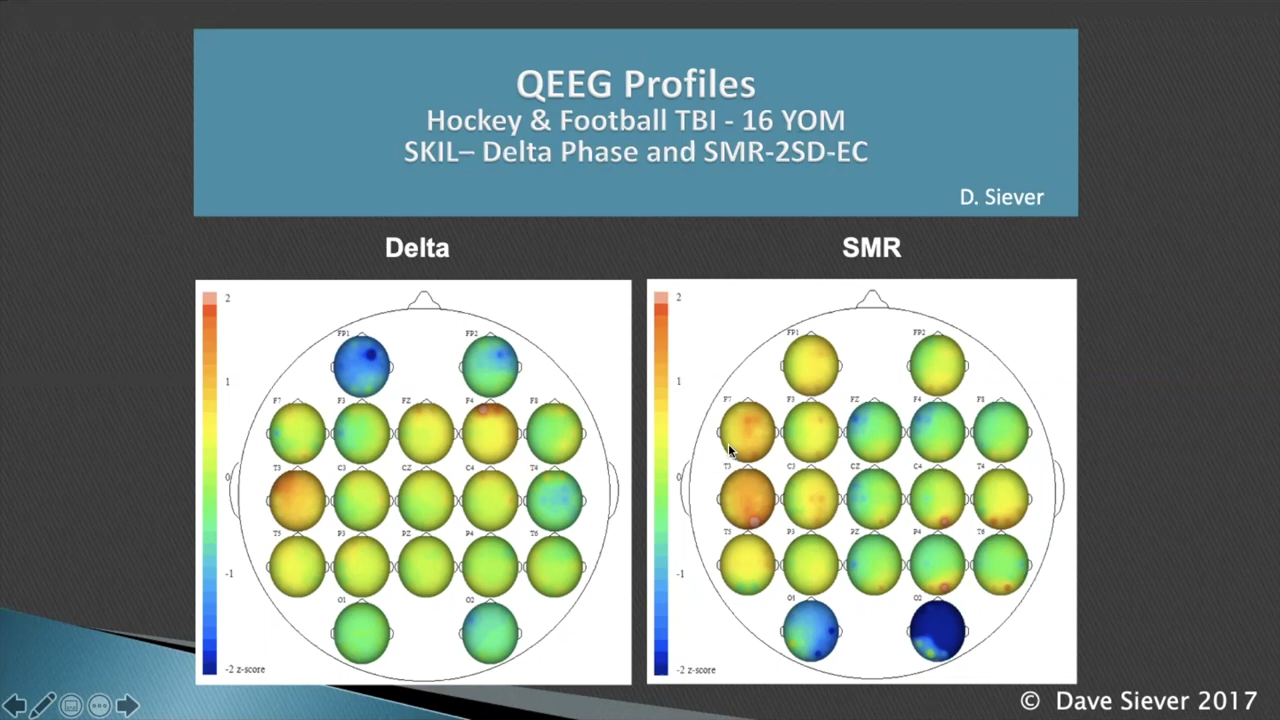 QEEG Profiles
Hockey & Football TBI - 16 YOM
SKIL– Delta Phase and SMR-2SD-EC
D. Siever
Delta
SMR
2
1
0
-1
-2 z-score
FP1 FP2
F7 F3 FZ F4 F8
T3 C3 CZ C4 T4
T5 P3 PZ P4 T6
O1 O2
2
1
0
-1
-2 z-score
FP1 FP2
F7 F3 FZ F4 F8
T3 C3 CZ C4 T4
T5 P3 PZ P4 T6
O1 O2
© Dave Siever 2017